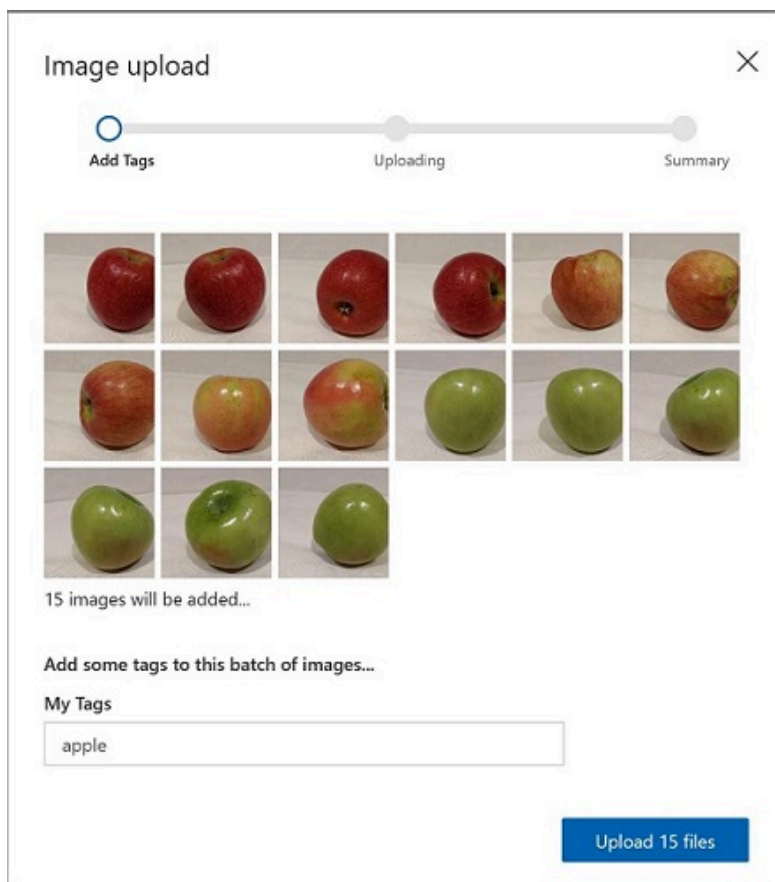 Image upload
Add Tags Uploading Summary
15 images will be added...
Add some tags to this batch of images...
My Tags
apple
Upload 15 files